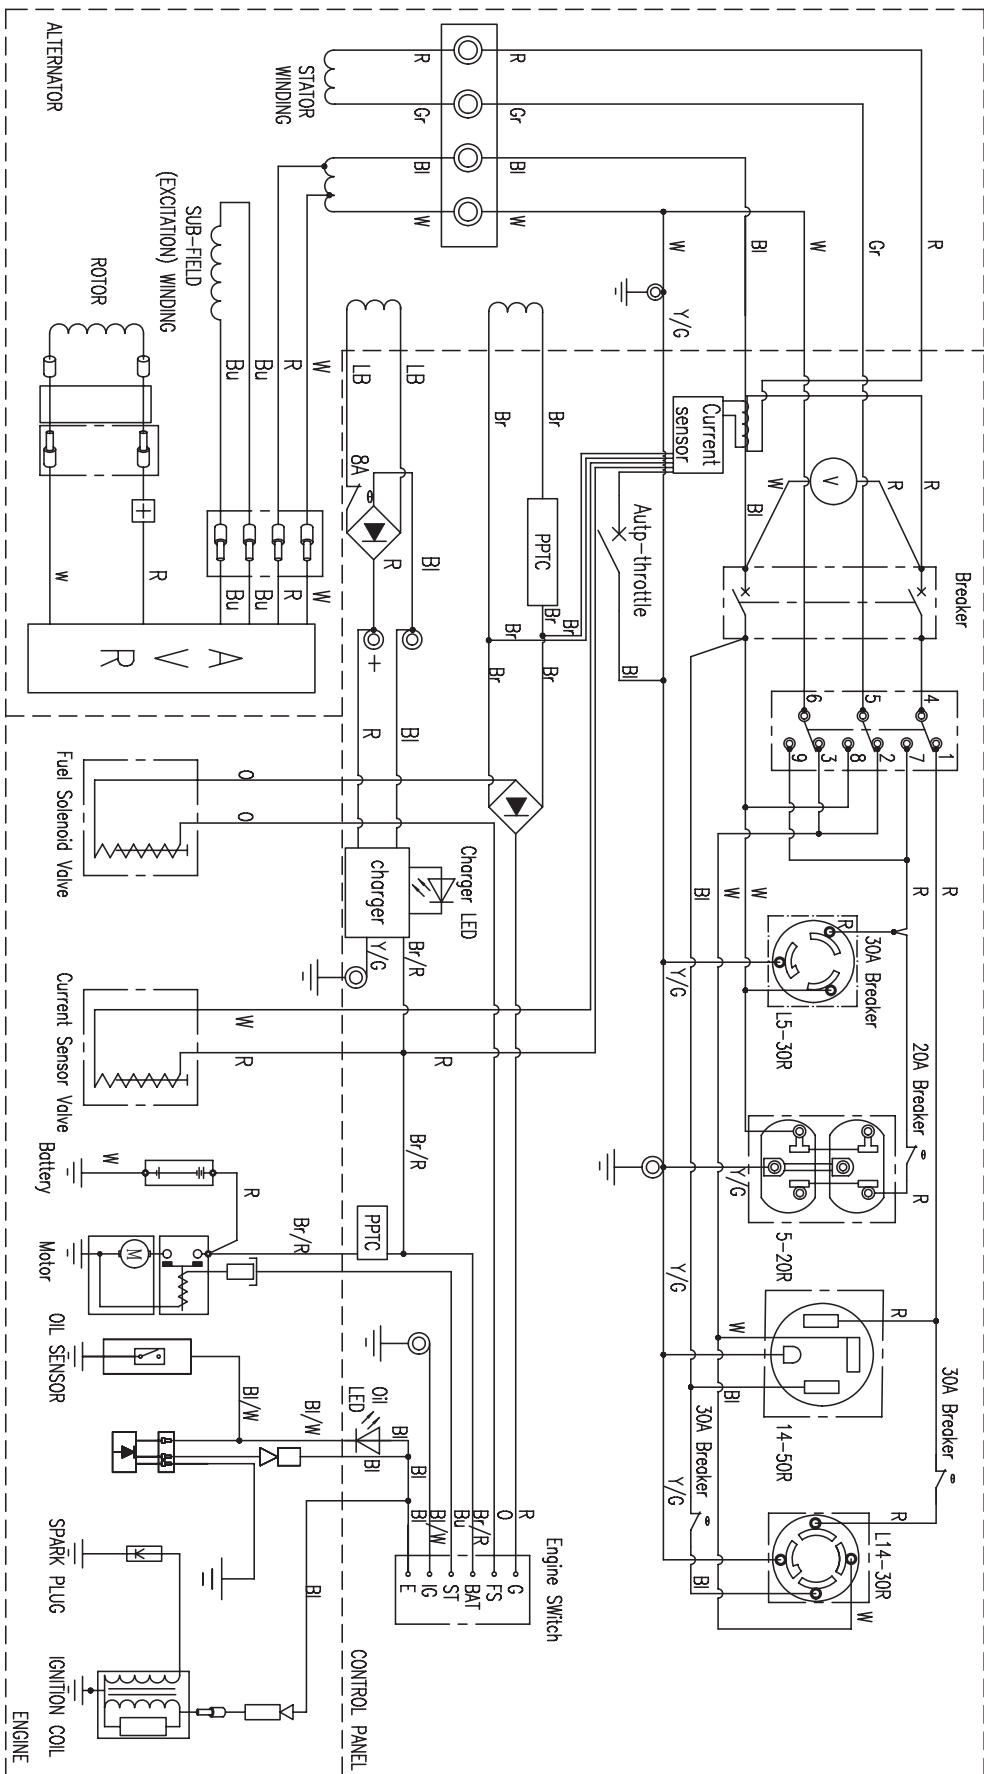 Breaker
R
R
4
1
R
30A Breaker
7
R
20A Breaker
R
R
R
R
Gr
5
2
30A Breaker
L14-30R
8
R
W
W
3
6
9
V
L5-30R
5-20R
14-50R
W
Bl
Bl
W
W
Y/G
W
Bl
Current
sensor
Bl
30A Breaker
Bl
W
Y/G
Y/G
Y/G
Y/G
Autp-throttle
Bl
Engine SWitch
Br
PPTC
Br
Br
Br
Br
Br
R
Gr
Bl
W
R
G
O
FS
Br/R
BAT
Bu
ST
Bl/W
IG
Bl
E
Charger LED
R
Gr
Bl
W
LB
Bl
Bl
Br/R
R
Br/R
Bl
Bl
LB
8A
R
+
R
charger
Y/G
PPTC
Oil
LED
Bl
CONTROL PANEL
STATOR
WINDING
W
R
Bu
Bu
W
R
Bu
Bu
Br/R
Bl/W
Bl
SUB-FIELD
(EXCITATION) WINDING
O
O
W
R
R
Bl/W
ROTOR
R
W
A
V
R
W
M
ALTERNATOR
Fuel Solenoid Valve
Current Sensor Valve
Battery
Motor
OIL SENSOR
SPARK PLUG
IGNITION COIL
ENGINE